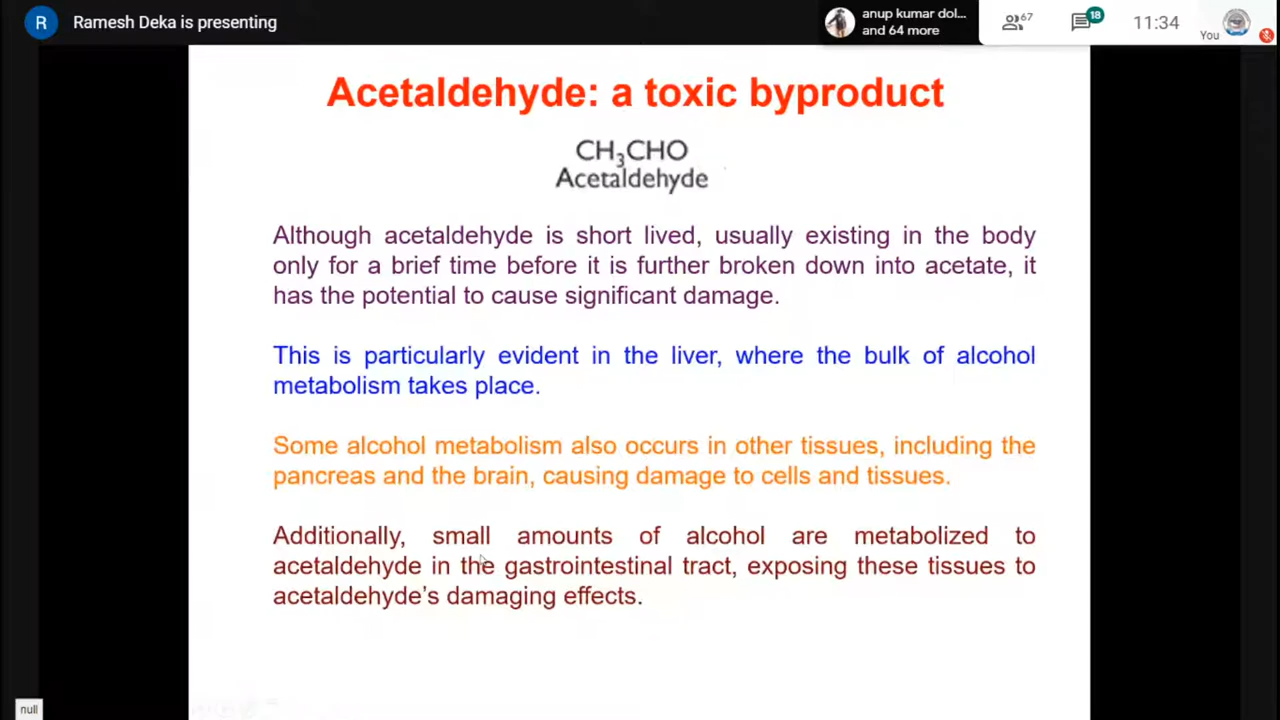 R
Ramesh Deka is presenting
anup kumar dol...
and 64 more
67
18
11:34
You
Acetaldehyde: a toxic byproduct
CH₃CHO
Acetaldehyde
Although acetaldehyde is short lived, usually existing in the body
only for a brief time before it is further broken down into acetate, it
has the potential to cause significant damage.
This is particularly evident in the liver, where the bulk of alcohol
metabolism takes place.
Some alcohol metabolism also occurs in other tissues, including the
pancreas and the brain, causing damage to cells and tissues.
Additionally, small amounts of alcohol are metabolized to
acetaldehyde in the gastrointestinal tract, exposing these tissues to
acetaldehyde’s damaging effects.
null